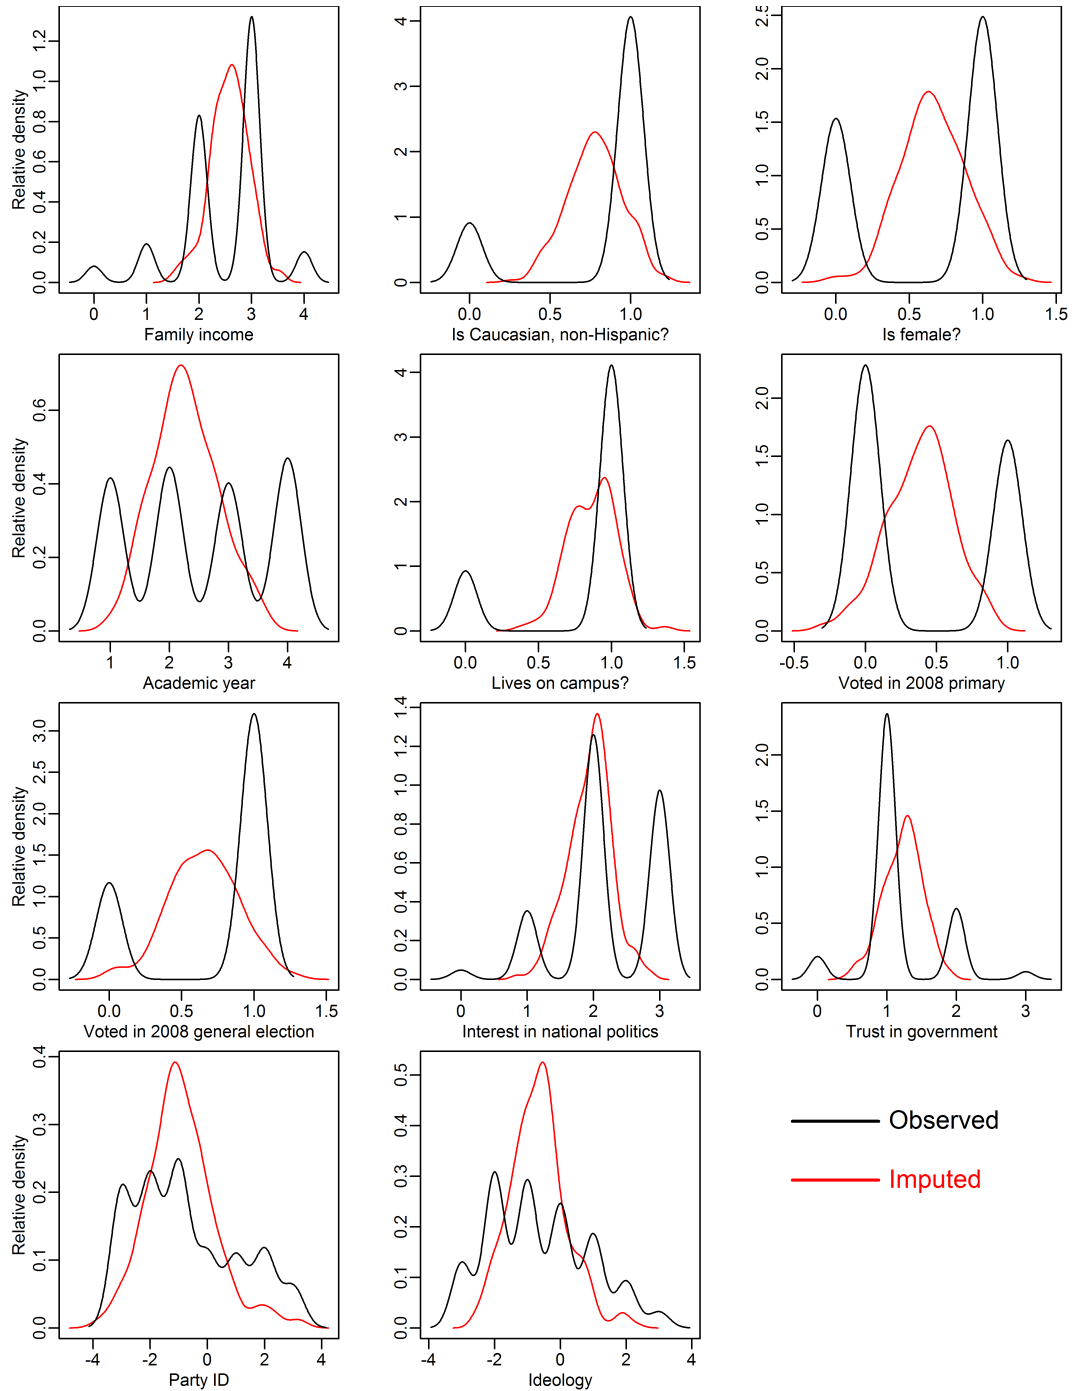 Relative density
0.0 0.2 0.4 0.6 0.8 1.0 1.2
0 1 2 3 4
Family income
0 1 2 3 4
0.0 0.5 1.0
Is Caucasian, non-Hispanic?
0.0 0.5 1.0 1.5 2.0 2.5
0.0 0.5 1.0 1.5
Is female?
Relative density
0.0 0.2 0.4 0.6
1 2 3 4
Academic year
0 1 2 3 4
0.0 0.5 1.0 1.5
Lives on campus?
0.0 0.5 1.0 1.5 2.0
-0.5 0.0 0.5 1.0
Voted in 2008 primary
Relative density
0.0 0.5 1.0 1.5 2.0 2.5 3.0
0.0 0.5 1.0 1.5
Voted in 2008 general election
0.0 0.2 0.4 0.6 0.8 1.0 1.2 1.4
0 1 2 3
Interest in national politics
0.0 0.5 1.0 1.5 2.0
0 1 2 3
Trust in government
Relative density
0.0 0.1 0.2 0.3 0.4
-4 -2 0 2 4
Party ID
0.0 0.1 0.2 0.3 0.4 0.5
-4 -2 0 2 4
Ideology
Observed
Imputed